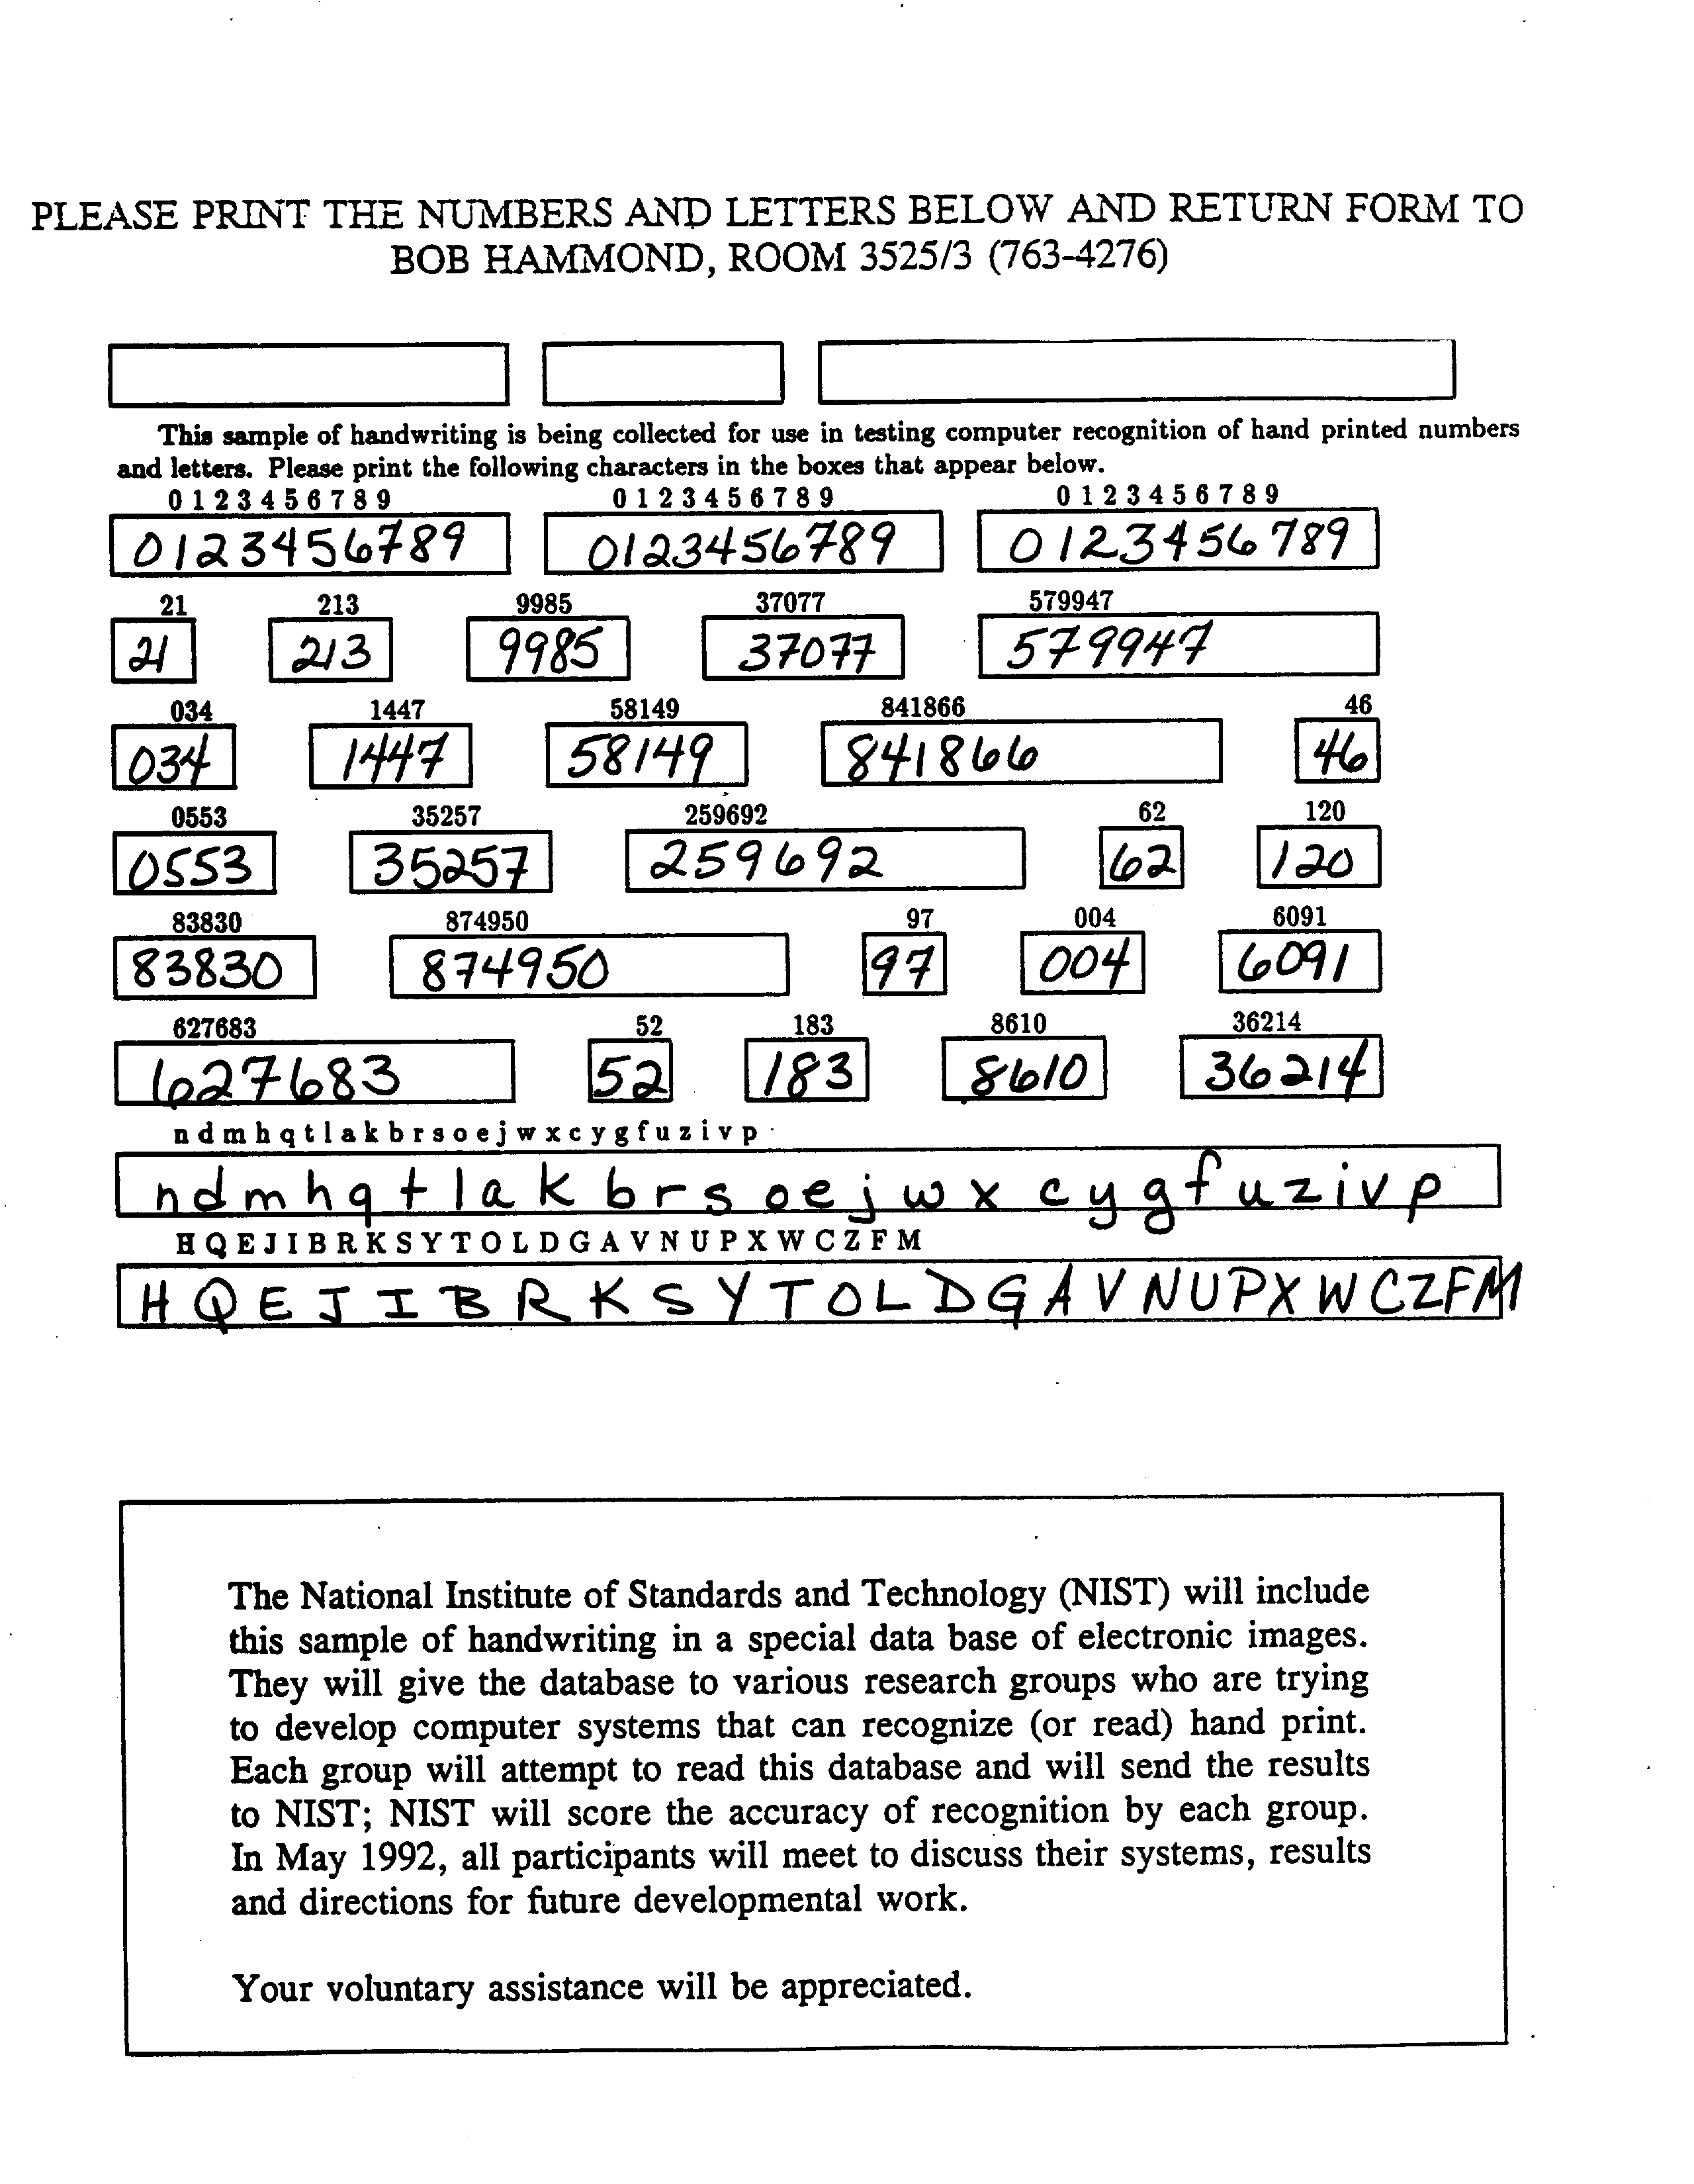 PLEASE PRINT THE NUMBERS AND LETTERS BELOW AND RETURN FORM TO
BOB HAMMOND, ROOM 3525/3 (763-4276)
This sample of handwriting is being collected for use in testing computer recognition of hand printed numbers
and letters. Please print the following characters in the boxes that appear below.
0 1 2 3 4 5 6 7 8 9 0 1 2 3 4 5 6 7 8 9 0 1 2 3 4 5 6 7 8 9
0123456789 0123456789 0123456789
21 213 9985 37077 579947
21 213 9985 37077 579947
034 1447 58149 841866 46
034 1447 58149 841866 46
0553 35257 259692 62 120
0553 35257 259692 62 120
83830 874950 97 004 6091
83830 874950 97 004 6091
627683 52 183 8610 36214
627683 52 183 8610 36214
n d m h q t l a k b r s o e j w x c y g f u z i v p
n d m h q t l a k b r s o e j w x c y g f u z i v p
H Q E J I B R K S Y T O L D G A V N U P X W C Z F M
H Q E J I B R K S Y T O L D G A V N U P X W C Z F M
The National Institute of Standards and Technology (NIST) will include
this sample of handwriting in a special data base of electronic images.
They will give the database to various research groups who are trying
to develop computer systems that can recognize (or read) hand print.
Each group will attempt to read this database and will send the results
to NIST; NIST will score the accuracy of recognition by each group.
In May 1992, all participants will meet to discuss their systems, results
and directions for future developmental work.
Your voluntary assistance will be appreciated.